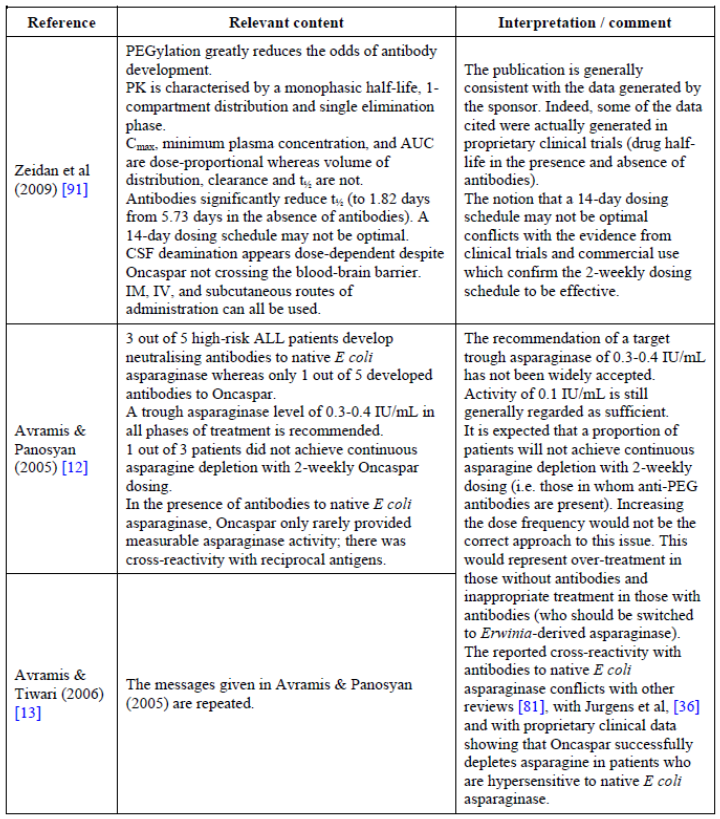 Reference
Relevant content
Interpretation / comment
Zeidan et al
(2009) [91]
PEGylation greatly reduces the odds of antibody
development.
PK is characterised by a monophasic half-life, 1-
compartment distribution and single elimination
phase.
Cmax, minimum plasma concentration, and AUC
are dose-proportional whereas volume of
distribution, clearance and t½ are not.
Antibodies significantly reduce t½ (to 1.82 days
from 5.73 days in the absence of antibodies). A
14-day dosing schedule may not be optimal.
CSF deamination appears dose-dependent despite
Oncaspar not crossing the blood-brain barrier.
IM, IV, and subcutaneous routes of
administration can all be used.
The publication is generally
consistent with the data generated by
the sponsor. Indeed, some of the data
cited were actually generated in
proprietary clinical trials (drug half-
life in the presence and absence of
antibodies).
The notion that a 14-day dosing
schedule may not be optimal
conflicts with the evidence from
clinical trials and commercial use
which confirm the 2-weekly dosing
schedule to be effective.
Avramis &
Panosyan
(2005) [12]
3 out of 5 high-risk ALL patients develop
neutralising antibodies to native E coli
asparaginase whereas only 1 out of 5 developed
antibodies to Oncaspar.
A trough asparaginase level of 0.3-0.4 IU/mL in
all phases of treatment is recommended.
1 out of 3 patients did not achieve continuous
asparagine depletion with 2-weekly Oncaspar
dosing.
In the presence of antibodies to native E coli
asparaginase, Oncaspar only rarely provided
measurable asparaginase activity; there was
cross-reactivity with reciprocal antigens.
The recommendation of a target
trough asparaginase of 0.3-0.4 IU/mL
has not been widely accepted.
Activity of 0.1 IU/mL is still
generally regarded as sufficient.
It is expected that a proportion of
patients will not achieve continuous
asparagine depletion with 2-weekly
dosing (i.e. those in whom anti-PEG
antibodies are present). Increasing
the dose frequency would not be the
correct approach to this issue. This
would represent over-treatment in
those without antibodies and
inappropriate treatment in those with
antibodies (who should be switched
to Erwinia-derived asparaginase).
The reported cross-reactivity with
antibodies to native E coli
asparaginase conflicts with other
reviews [81], with Jurgens et al, [36]
and with proprietary clinical data
showing that Oncaspar successfully
depletes asparagine in patients who
are hypersensitive to native E coli
asparaginase.
Avramis &
Tiwari (2006)
[13]
The messages given in Avramis & Panosyan
(2005) are repeated.